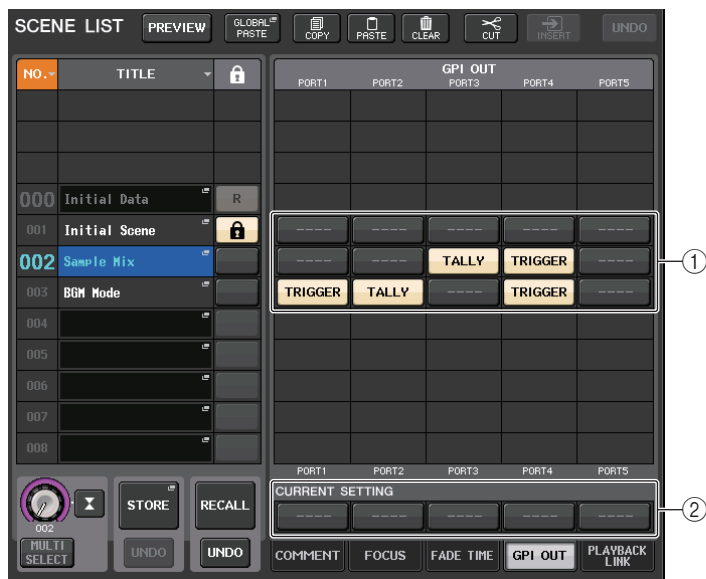 SCENE LIST PREVIEW GLOBAL PASTE COPY PASTE CLEAR CUT INSERT UNDO
NO. TITLE GPI OUT
PORT1 PORT2 PORT3 PORT4 PORT5
000 Initial Data R
001 Initial Scene ---- ---- ---- ---- ----
①
002 Sample Mix ---- ---- TALLY TRIGGER ----
003 BGM Mode TRIGGER TALLY ---- TRIGGER ----
004
005
006
007
008
PORT1 PORT2 PORT3 PORT4 PORT5
CURRENT SETTING
STORE RECALL ---- ---- ---- ---- ----
②
002
MULTI SELECT UNDO UNDO COMMENT FOCUS FADE TIME GPI OUT PLAYBACK LINK